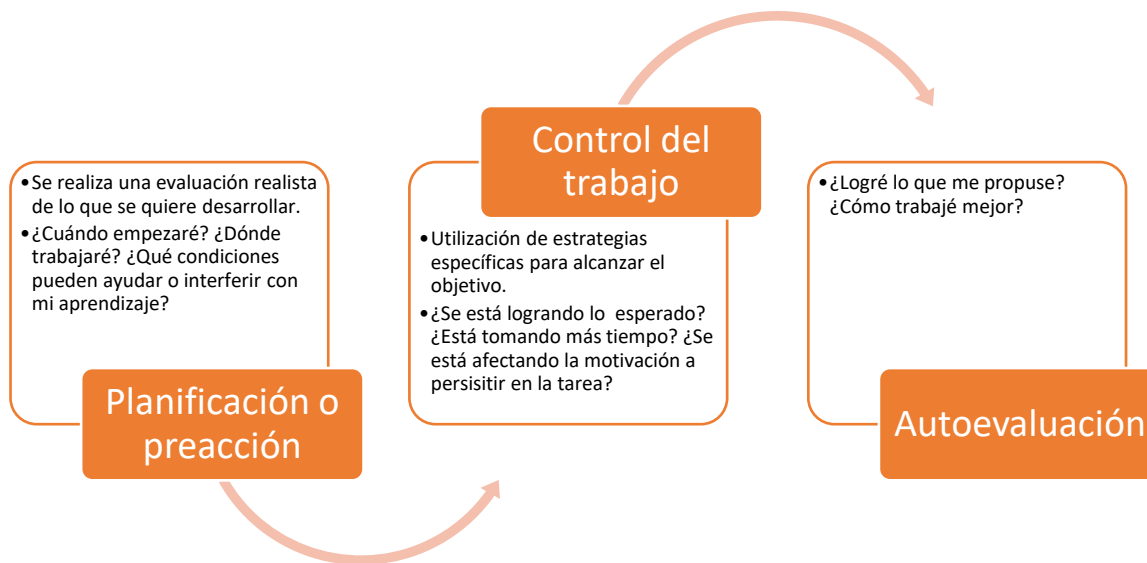 •Se realiza una evaluación realista
de lo que se quiere desarrollar.
•¿Cuándo empezaré? ¿Dónde
trabajaré? ¿Qué condiciones
pueden ayudar o interferir con
mi aprendizaje?
Planificación o
preacción
Control del
trabajo
•Utilización de estrategias
específicas para alcanzar el
objetivo.
•¿Se está logrando lo  esperado?
¿Está tomando más tiempo? ¿Se
está afectando la motivación a
persisitir en la tarea?
•¿Logré lo que me propuse?
¿Cómo trabajé mejor?
Autoevaluación